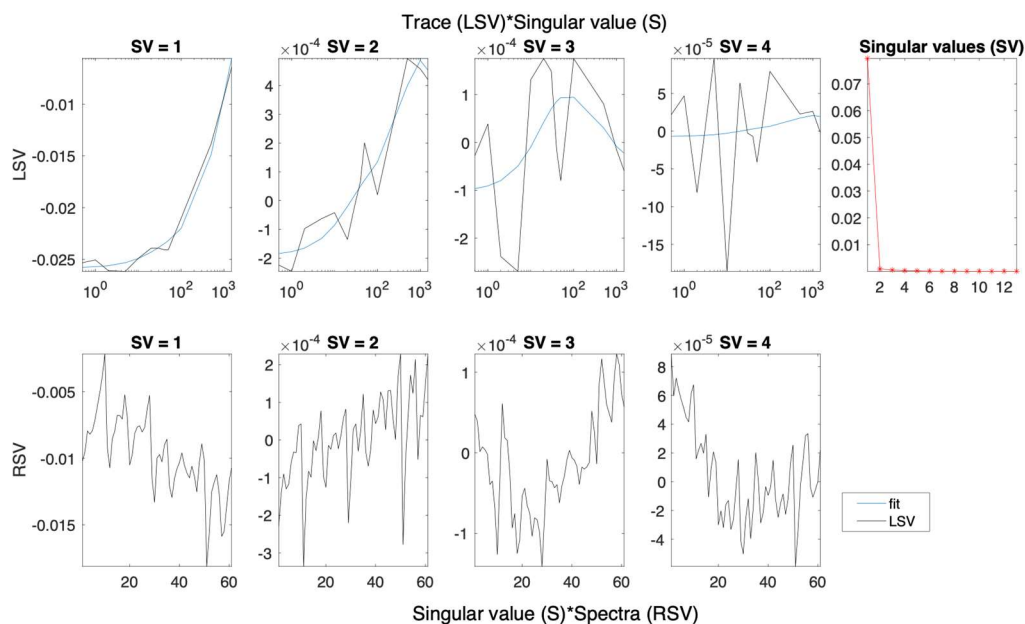 Trace (LSV)*Singular value (S)
SV = 1
×10⁻⁴ SV = 2
×10⁻⁴ SV = 3
×10⁻⁵ SV = 4
Singular values (SV)
LSV
-0.01
-0.015
-0.02
-0.025
10⁰ 10² 10³
4
3
2
1
0
-1
-2
10⁰ 10² 10³
1
0
-1
-2
10⁰ 10² 10³
5
0
-5
-10
-15
10⁰ 10² 10³
0.07
0.06
0.05
0.04
0.03
0.02
0.01
2 4 6 8 10 12
SV = 1
×10⁻⁴ SV = 2
×10⁻⁴ SV = 3
×10⁻⁵ SV = 4
RSV
-0.005
-0.01
-0.015
20 40 60
2
1
0
-1
-2
-3
20 40 60
1
0
-1
20 40 60
8
6
4
2
0
-2
-4
20 40 60
fit
LSV
Singular value (S)*Spectra (RSV)